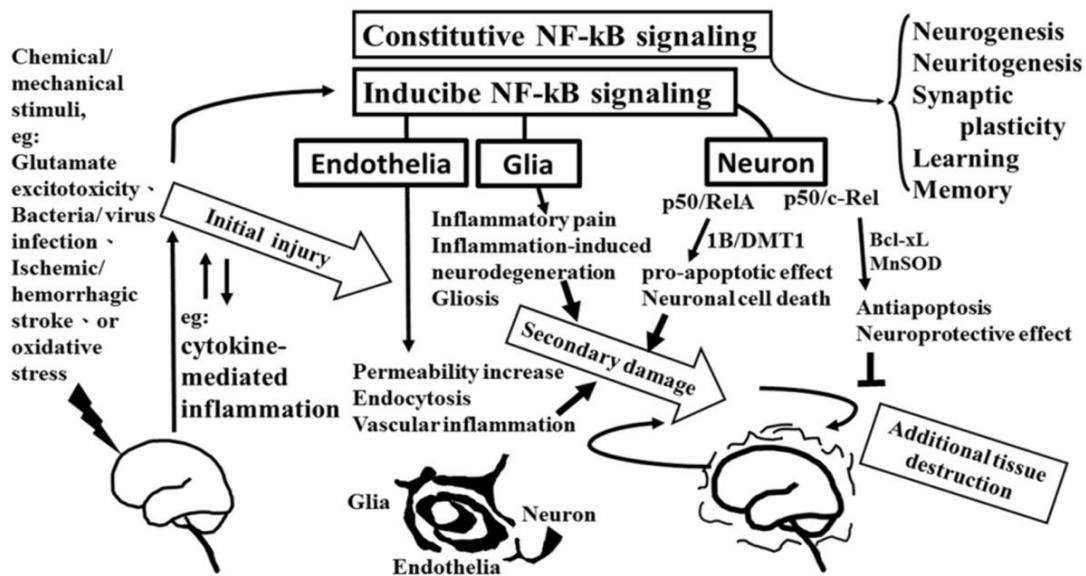 Constitutive NF-kB signaling
Inducibe NF-kB signaling
Chemical/
mechanical
stimuli,
eg:
Glutamate
excitotoxicity、
Bacteria/virus
infection、
Ischemic/
hemorrhagic
stroke、or
oxidative
stress
Initial injury
eg:
cytokine-
mediated
inflammation
Endothelia
Glia
Neuron
Neurogenesis
Neuritogenesis
Synaptic
plasticity
Learning
Memory
Inflammatory pain
Inflammation-induced
neurodegeneration
Gliosis
p50/RelA
1B/DMT1
pro-apoptotic effect
Neuronal cell death
p50/c-Rel
Bcl-xL
MnSOD
Antiapoptosis
Neuroprotective effect
Permeability increase
Endocytosis
Vascular inflammation
Secondary damage
Additional tissue
destruction
Glia
Neuron
Endothelia